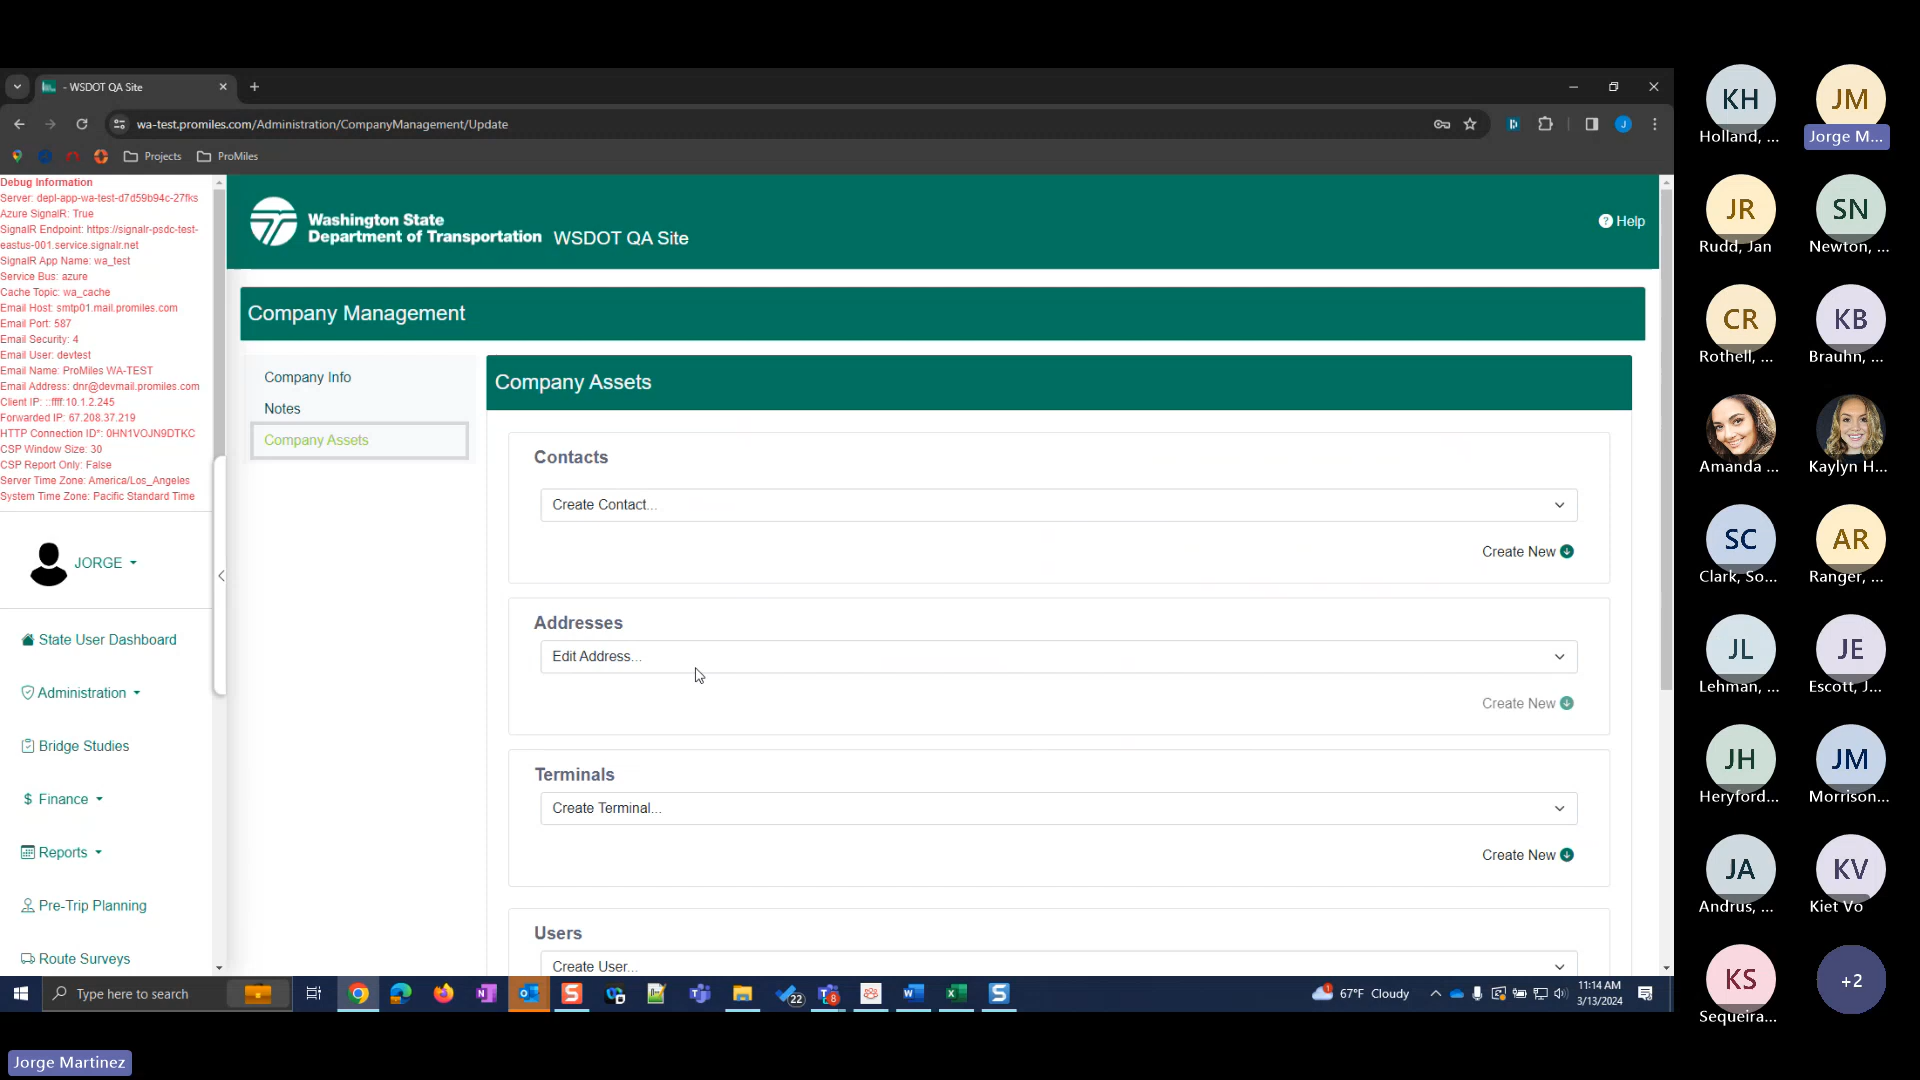 - WSDOT QA Site
wa-test.promiles.com/Administration/CompanyManagement/Update
Projects
ProMiles
Debug Information
Server: depl-app-wa-test-d7d59b94c-27fks
Azure SignalR: True
SignalR Endpoint: https://signalr-psdc-test-
eastus-001.service.signalr.net
SignalR App Name: wa_test
Service Bus: azure
Cache Topic: wa_cache
Email Host: smtp01.mail.promiles.com
Email Port: 587
Email Security: 4
Email User: devtest
Email Name: ProMiles WA-TEST
Email Address: dnr@devmail.promiles.com
Client IP: ::ffff:10.1.2.245
Forwarded IP: 67.208.37.219
HTTP Connection ID*: 0HN1VOJN9DTKC
CSP Window Size: 30
CSP Report Only: False
Server Time Zone: America/Los_Angeles
System Time Zone: Pacific Standard Time
JORGE
State User Dashboard
Administration
Bridge Studies
$ Finance
Reports
Pre-Trip Planning
Route Surveys
Washington State
Department of Transportation
WSDOT QA Site
Help
Company Management
Company Info
Notes
Company Assets
Company Assets
Contacts
Create Contact...
Create New
Addresses
Edit Address...
Create New
Terminals
Create Terminal...
Create New
Users
Create User...
Type here to search
22
8
67°F Cloudy
11:14 AM
3/13/2024
KH
Holland, ...
JM
Jorge M...
JR
Rudd, Jan
SN
Newton, ...
CR
Rothell, ...
KB
Brauhn, ...
Amanda ...
Kaylyn H...
SC
Clark, So...
AR
Ranger, ...
JL
Lehman, ...
JE
Escott, J...
JH
Heryford...
JM
Morrison...
JA
Andrus, ...
KV
Kiet Vo
KS
Sequeira...
+2
Jorge Martinez